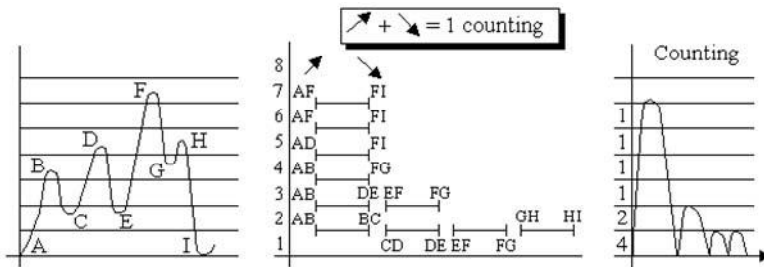 + = 1 counting
Counting
8
7 AF FI
6 AF FI
5 AD FI
4 AB FG
3 AB DE EF FG
2 AB BC GH HI
1 CD DE EF FG
F
D
H
B
G
C
E
A
I
1
1
1
1
2
4